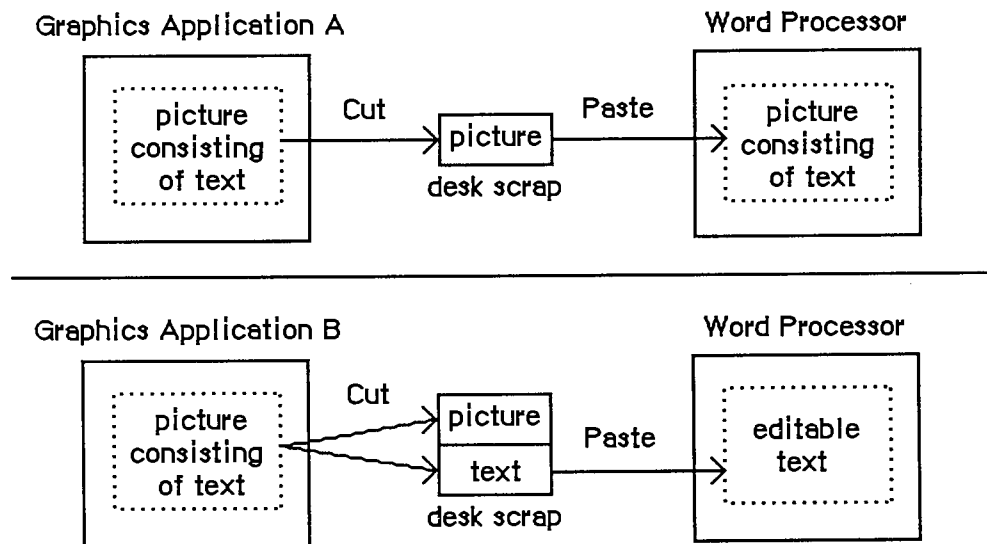 Graphics Application A
Word Processor
picture
consisting
of text
Cut
picture
desk scrap
Paste
picture
consisting
of text
Graphics Application B
Word Processor
picture
consisting
of text
Cut
picture
text
desk scrap
Paste
editable
text